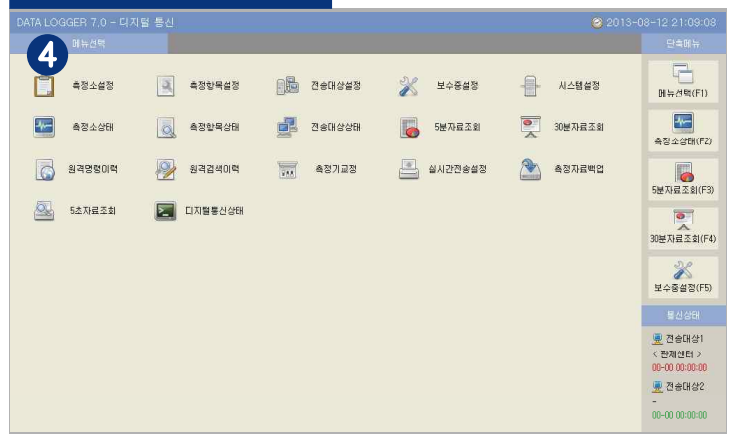 DATA LOGGER 7.0 - 디지털 통신
2013-08-12 21:09:08
4
메뉴선택
단축메뉴
측정소설정
측정항목설정
전송대상설정
보수중설정
시스템설정
측정소상태
측정항목상태
전송대상상태
5분자료조회
30분자료조회
원격명령이력
원격검색이력
측정기교정
실시간전송설정
측정자료백업
5초자료조회
디지털통신상태
메뉴선택(F1)
측정소상태(F2)
5분자료조회(F3)
30분자료조회(F4)
보수중설정(F5)
통신상태
전송대상1
< 관제센터 >
00-00 00:00:00
전송대상2
-
00-00 00:00:00